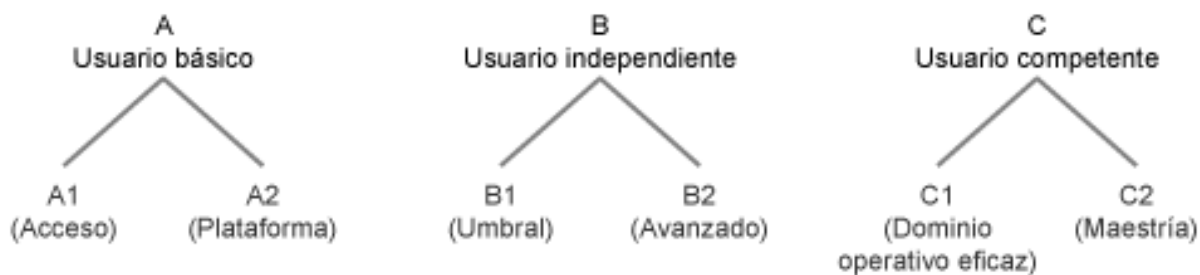 A
Usuario básico
B
Usuario independiente
C
Usuario competente
A1
(Acceso)
A2
(Plataforma)
B1
(Umbral)
B2
(Avanzado)
C1
(Dominio
operativo eficaz)
C2
(Maestría)